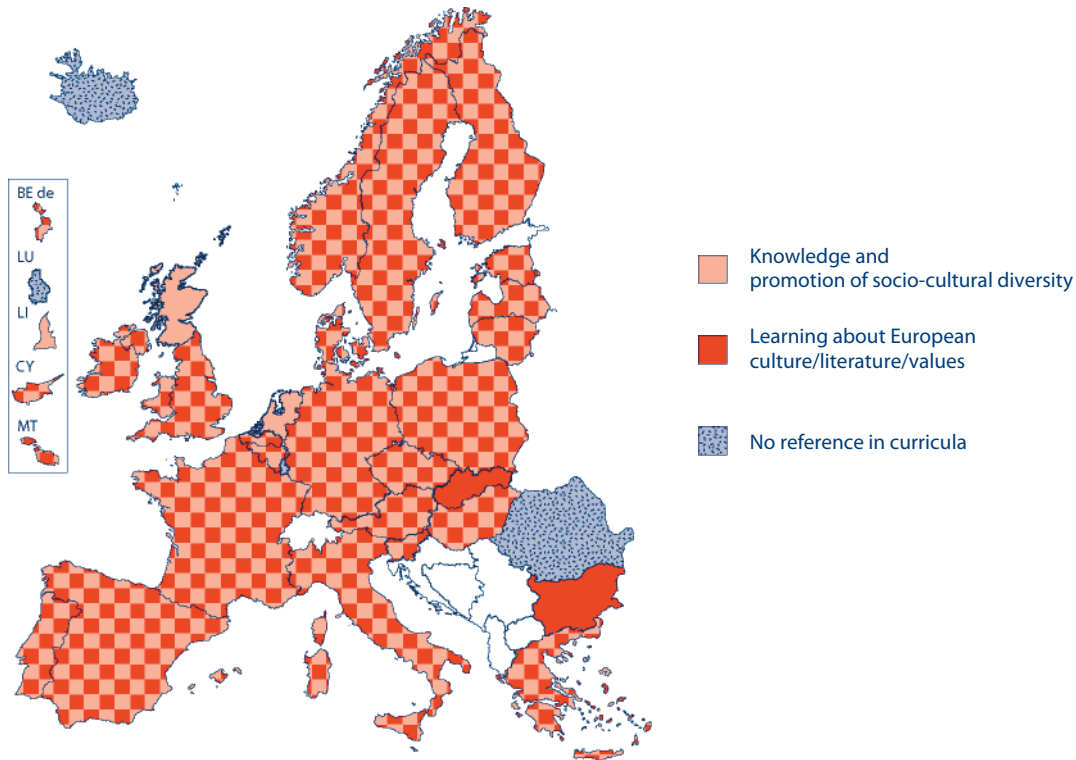 BE de
LU
LI
CY
MT
Knowledge and
promotion of socio-cultural diversity
Learning about European
culture/literature/values
No reference in curricula